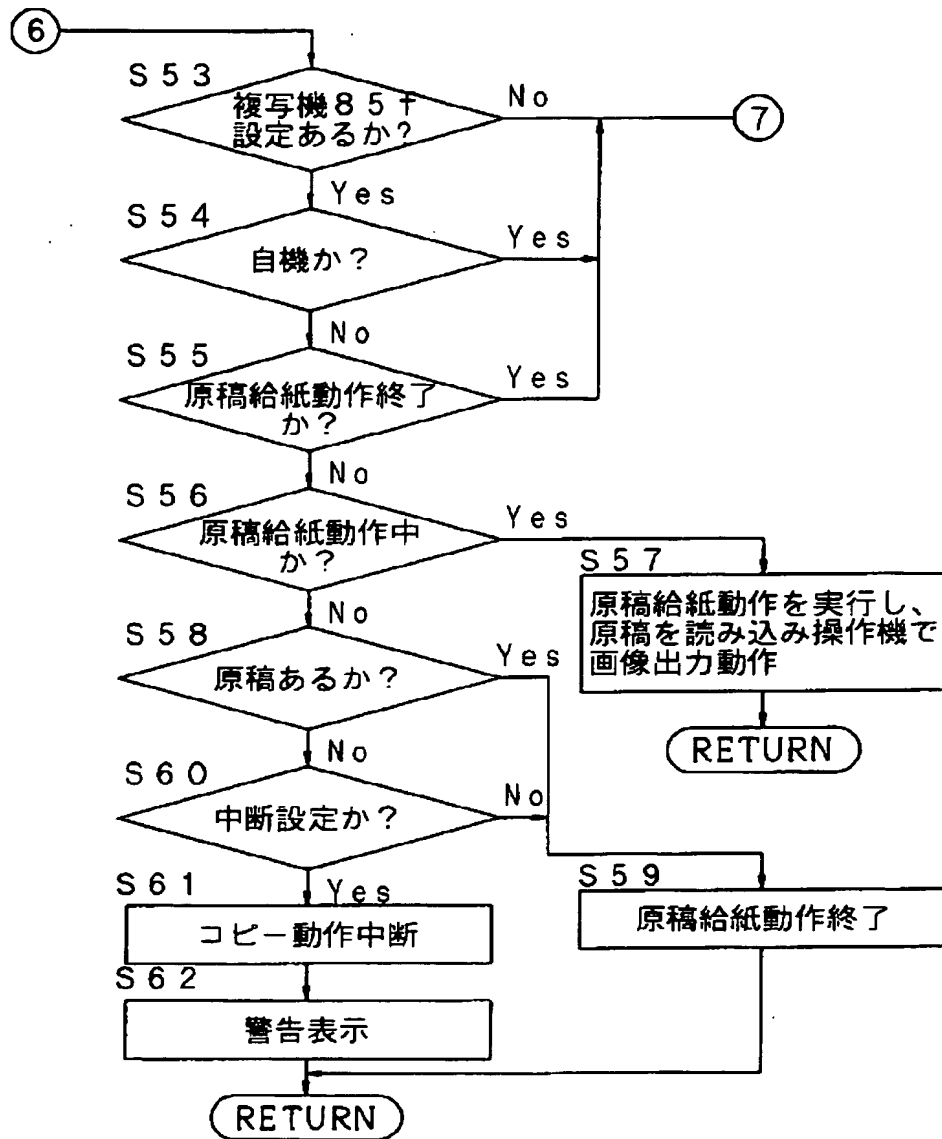 ⑥
S53
複写機85f
設定あるか?
No
⑦
Yes
S54
自機か?
Yes
No
S55
原稿給紙動作終了
か?
Yes
No
S56
原稿給紙動作中
か?
Yes
S57
原稿給紙動作を実行し、
原稿を読み込み操作機で
画像出力動作
RETURN
No
S58
原稿あるか?
Yes
No
S60
中断設定か?
No
S59
原稿給紙動作終了
Yes
S61
コピー動作中断
S62
警告表示
RETURN